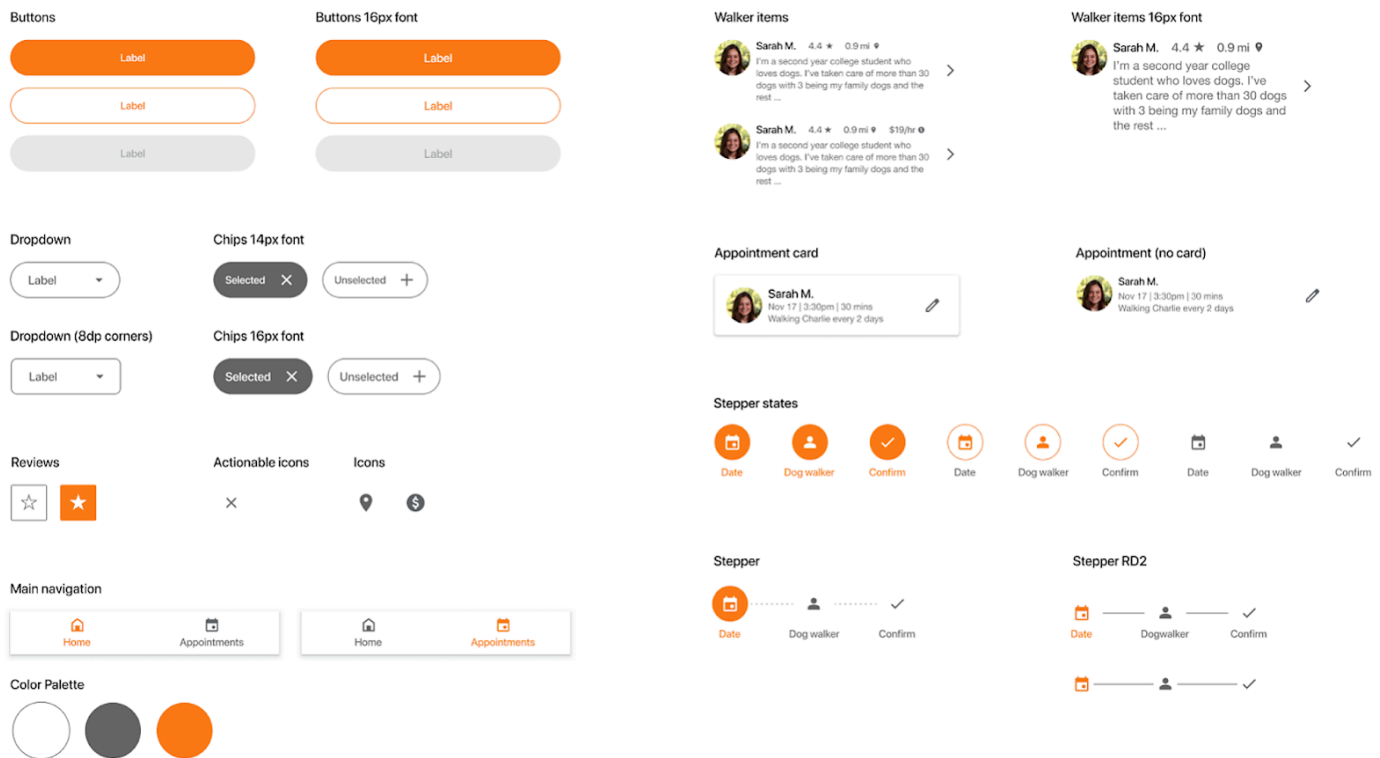 Buttons
Label
Label
Label
Buttons 16px font
Label
Label
Label
Dropdown
Label
Dropdown (8dp corners)
Label
Chips 14px font
Selected
Unselected
Chips 16px font
Selected
Unselected
Reviews
Actionable icons
Icons
$
Main navigation
Home
Appointments
Home
Appointments
Color Palette
Walker items
Sarah M. 4.4 ★ 0.9 mi
I'm a second year college student who
loves dogs. I've taken care of more than 30
dogs with 3 being my family dogs and the
rest ...
Sarah M. 4.4 ★ 0.9 mi $19/hr
I'm a second year college student who
loves dogs. I've taken care of more than 30
dogs with 3 being my family dogs and the
rest ...
Walker items 16px font
Sarah M. 4.4 ★ 0.9 mi
I'm a second year college
student who loves dogs. I've
taken care of more than 30 dogs
with 3 being my family dogs and
the rest ...
Appointment card
Sarah M.
Nov 17 | 3:30pm | 30 mins
Walking Charlie every 2 days
Appointment (no card)
Sarah M.
Nov 17 | 3:30pm | 30 mins
Walking Charlie every 2 days
Stepper states
Date
Dog walker
Confirm
Date
Dog walker
Confirm
Date
Dog walker
Confirm
Stepper
Date
Dog walker
Confirm
Stepper RD2
Date
Dogwalker
Confirm